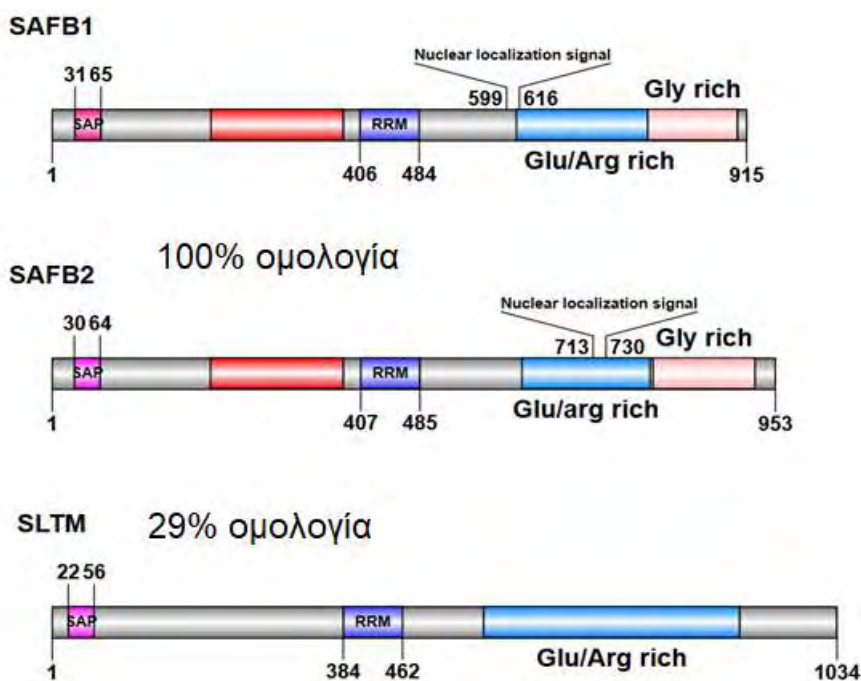 SAFB1
Nuclear localization signal
31 65
599 616
Gly rich
SAP
RRM
Glu/Arg rich
1
406 484
915
100% ομολογία
SAFB2
Nuclear localization signal
30 64
713 730
Gly rich
SAP
RRM
Glu/arg rich
1
407 485
953
SLTM
29% ομολογία
22 56
SAP
RRM
Glu/Arg rich
1
384 462
1034